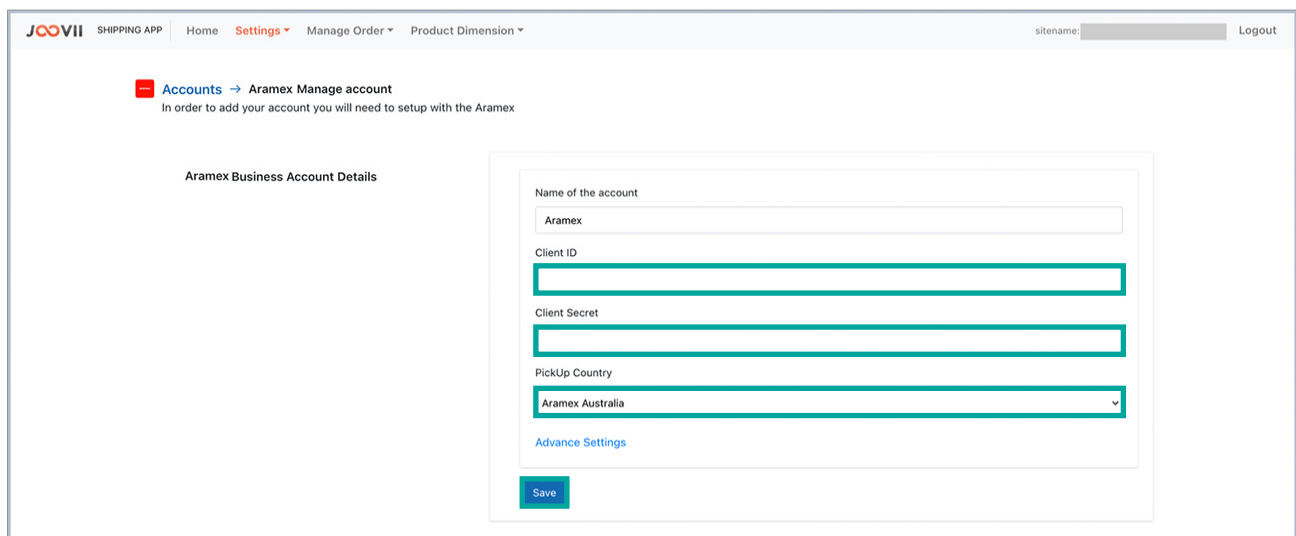 JOOVII SHIPPING APP Home Settings Manage Order Product Dimension sitename: Logout
Accounts → Aramex Manage account
In order to add your account you will need to setup with the Aramex
Aramex Business Account Details
Name of the account
Aramex
Client ID
Client Secret
PickUp Country
Aramex Australia
Advance Settings
Save